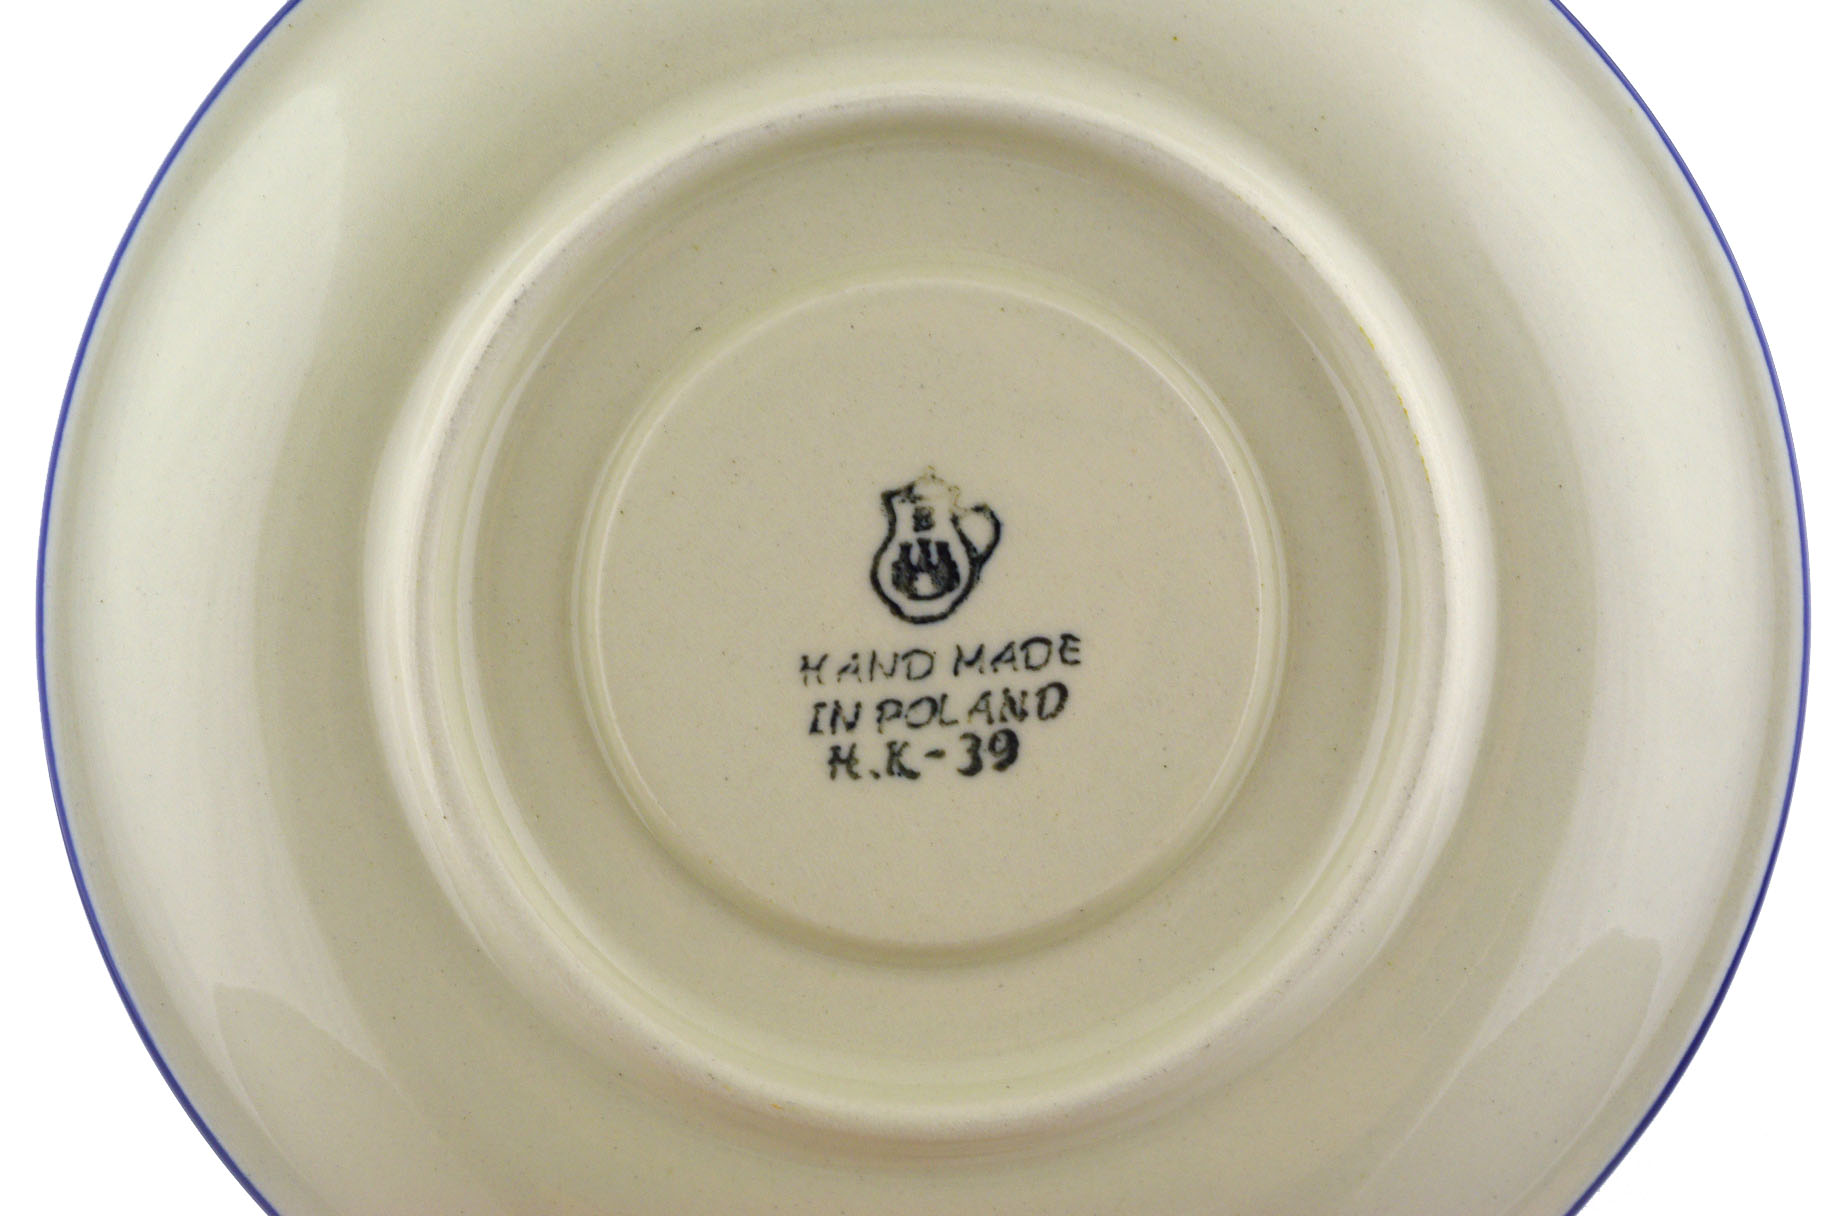 B
HAND MADE
IN POLAND
H.K-39